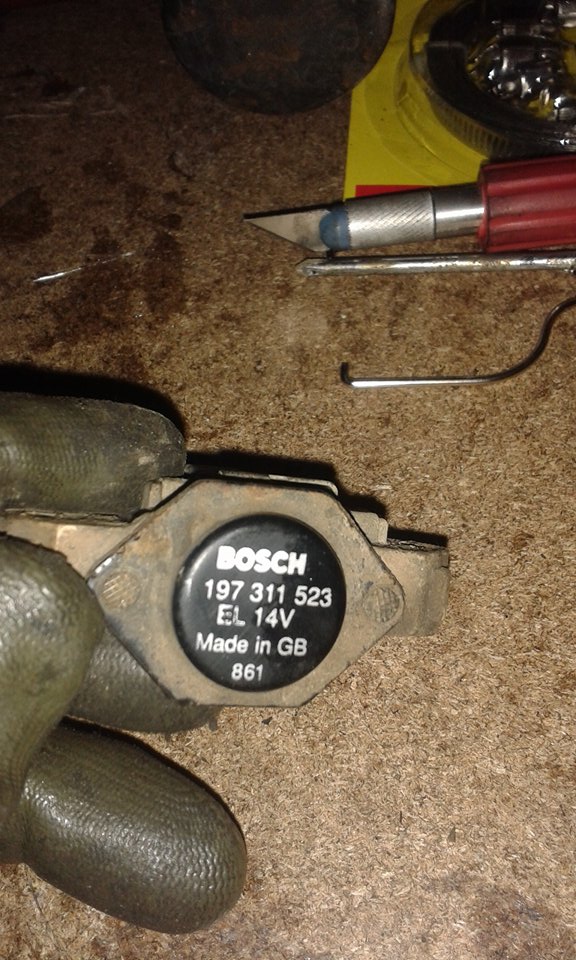 BOSCH
197 311 523
EL 14V
Made in GB
861